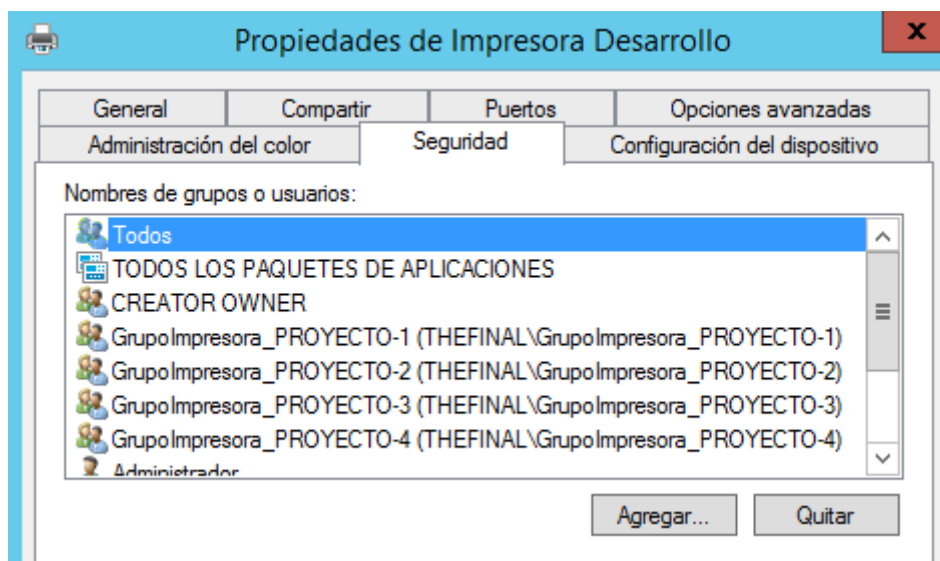 Propiedades de Impresora Desarrollo
x
General Compartir Puertos Opciones avanzadas
Administración del color Seguridad Configuración del dispositivo
Nombres de grupos o usuarios:
Todos
TODOS LOS PAQUETES DE APLICACIONES
CREATOR OWNER
GrupoImpresora_PROYECTO-1 (THEFINAL\GrupoImpresora_PROYECTO-1)
GrupoImpresora_PROYECTO-2 (THEFINAL\GrupoImpresora_PROYECTO-2)
GrupoImpresora_PROYECTO-3 (THEFINAL\GrupoImpresora_PROYECTO-3)
GrupoImpresora_PROYECTO-4 (THEFINAL\GrupoImpresora_PROYECTO-4)
Administrador
Agregar... Quitar